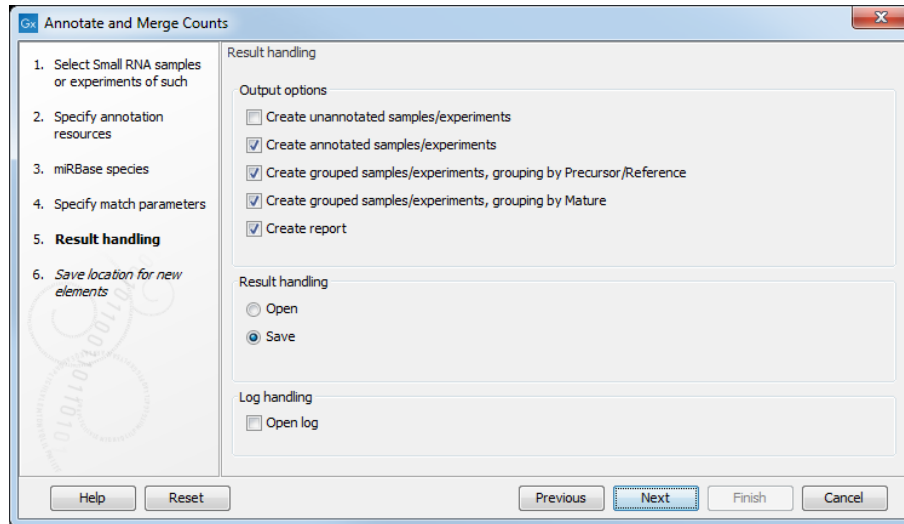 Gx Annotate and Merge Counts
1. Select Small RNA samples
or experiments of such
2. Specify annotation
resources
3. miRBase species
4. Specify match parameters
5. Result handling
6. Save location for new
elements
Result handling
Output options
Create unannotated samples/experiments
Create annotated samples/experiments
Create grouped samples/experiments, grouping by Precursor/Reference
Create grouped samples/experiments, grouping by Mature
Create report
Result handling
Open
Save
Log handling
Open log
Help
Reset
Previous
Next
Finish
Cancel